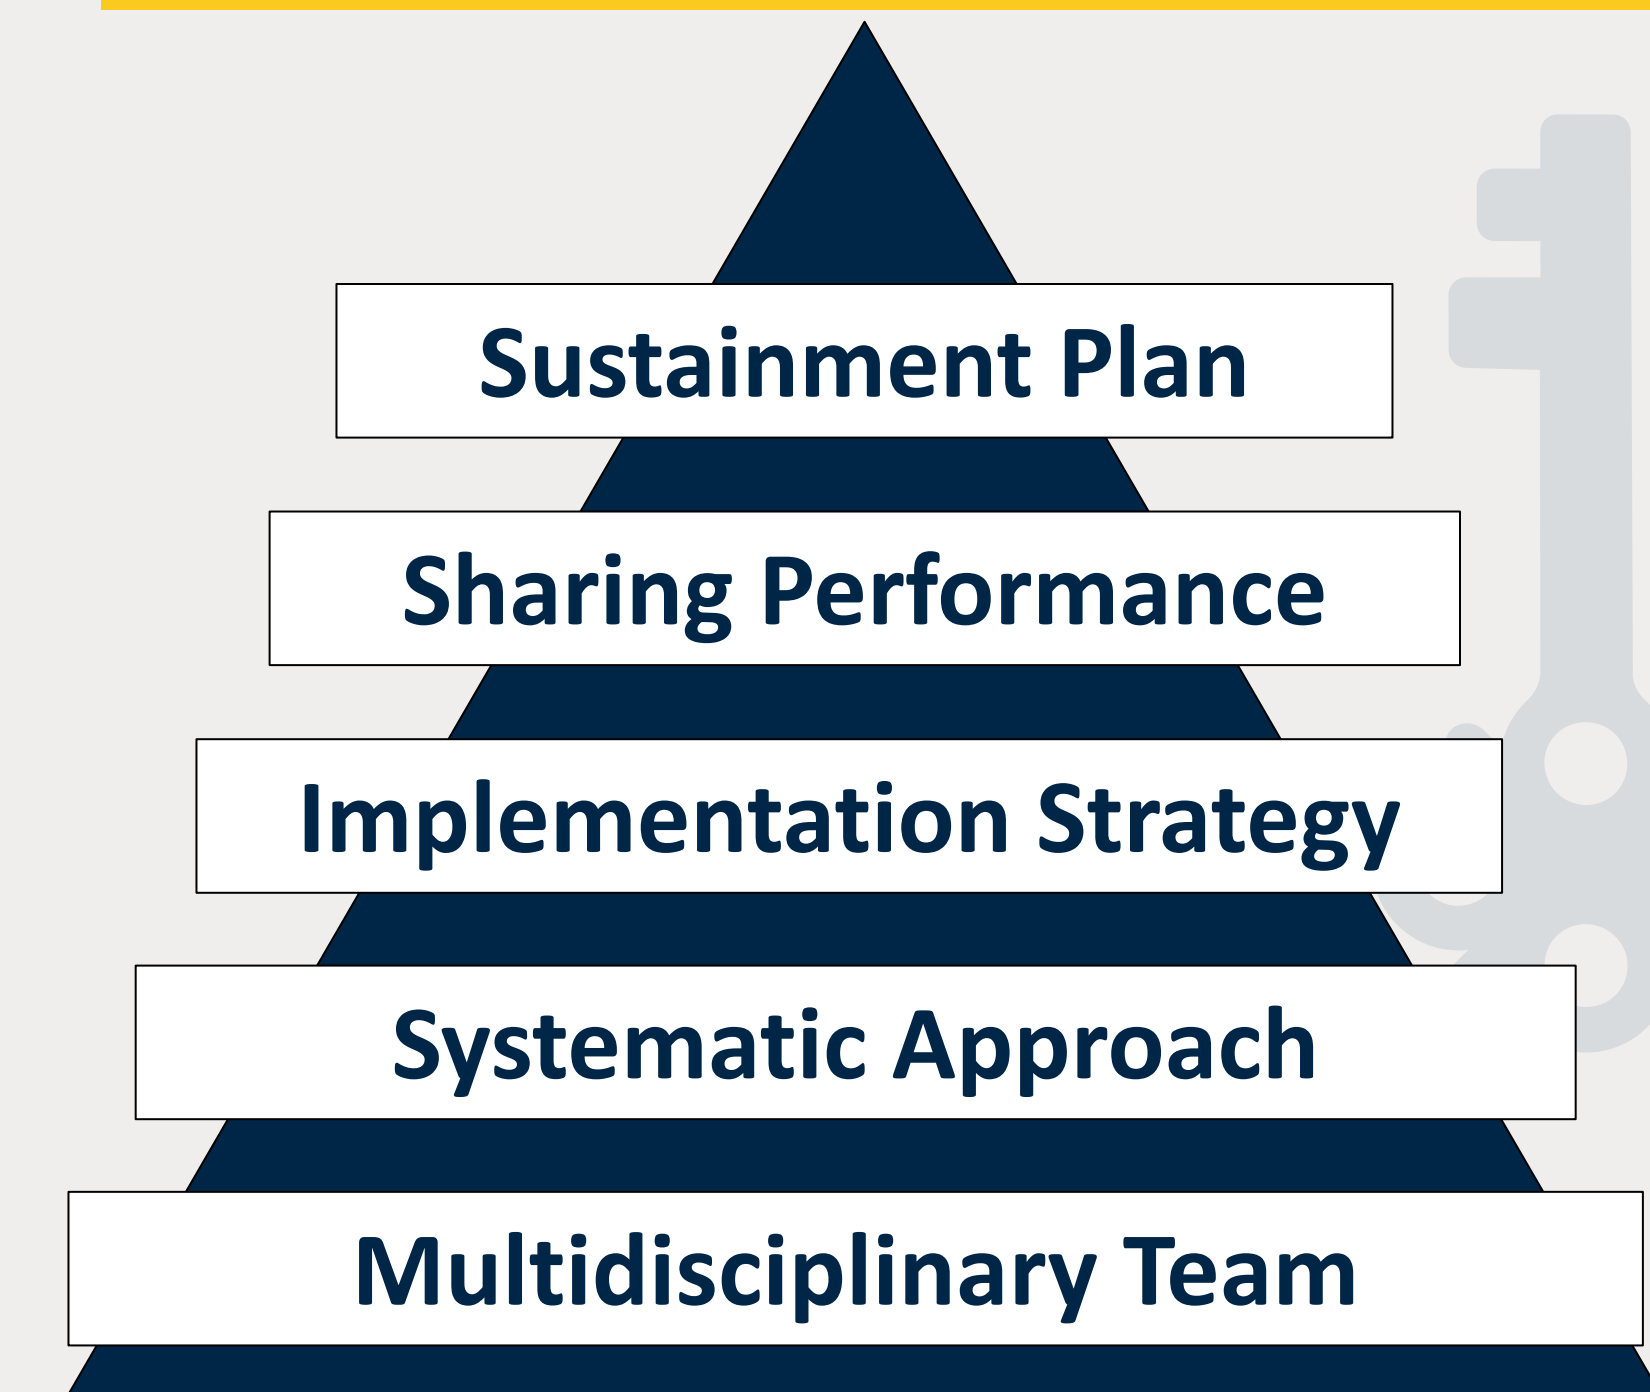 Sustainment Plan
Sharing Performance
Implementation Strategy
Systematic Approach
Multidisciplinary Team